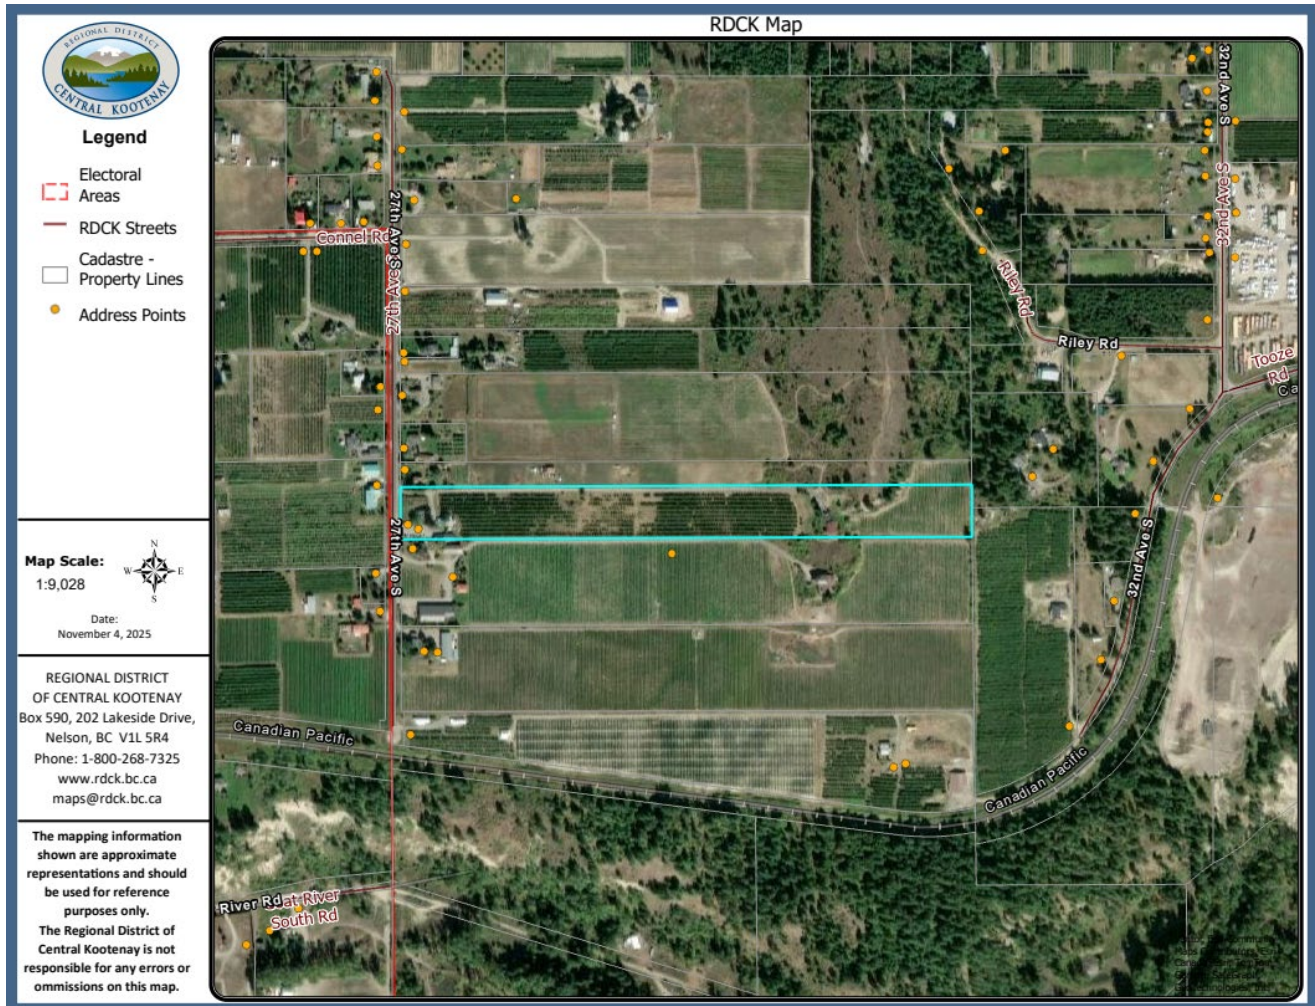 RDCK Map
REGIONAL DISTRICT
CENTRAL KOOTENAY
Legend
Electoral
Areas
RDCK Streets
Cadastre -
Property Lines
Address Points
Map Scale:
1:9,028
N
W
E
S
Date:
November 4, 2025
REGIONAL DISTRICT
OF CENTRAL KOOTENAY
Box 590, 202 Lakeside Drive,
Nelson, BC V1L 5R4
Phone: 1-800-268-7325
www.rdck.bc.ca
maps@rdck.bc.ca
The mapping information
shown are approximate
representations and should
be used for reference
purposes only.
The Regional District of
Central Kootenay is not
responsible for any errors or
ommissions on this map.
32nd Ave S
32nd Ave S
27th Ave S
Connel Rd
27th Ave S
Riley Rd
Riley Rd
Tooze
Rd
Ca
27th Ave S
32nd Ave S
Canadian Pacific
Canadian Pacific
River Rd
South Rd